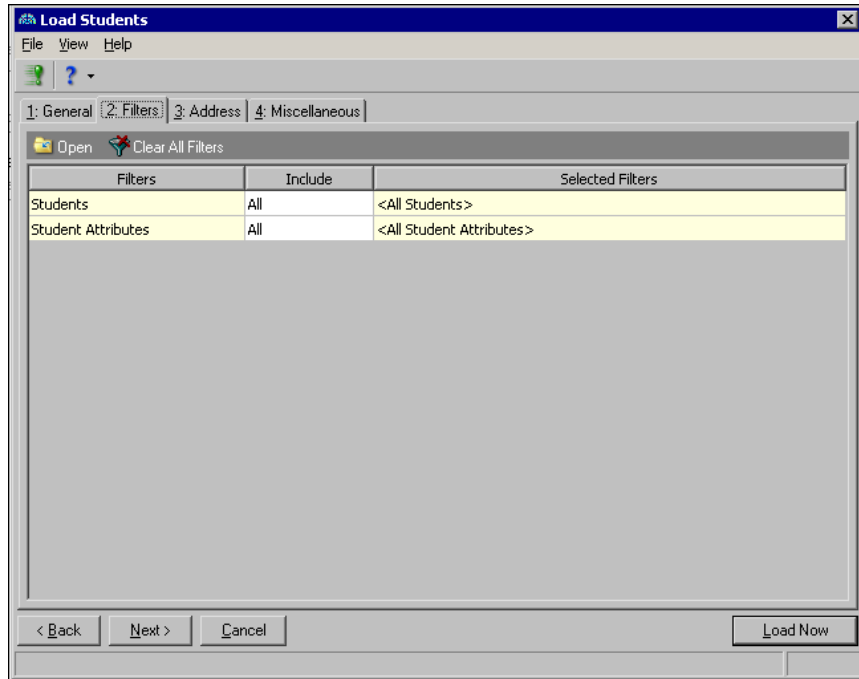 Load Students
File View Help
1: General 2: Filters 3: Address 4: Miscellaneous
Open Clear All Filters
Filters Include Selected Filters
Students All <All Students>
Student Attributes All <All Student Attributes>
< Back Next > Cancel Load Now